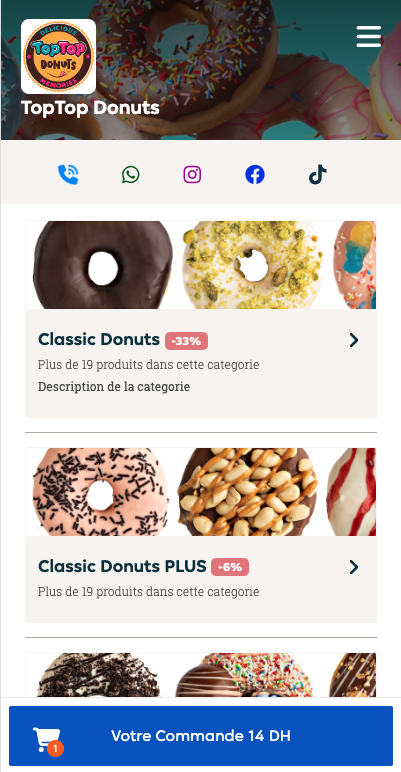 DELICIOUS
TopTop
DONUTS
MEMORIES
TopTop Donuts
Classic Donuts -33%
Plus de 19 produits dans cette categorie
Description de la categorie
Classic Donuts PLUS -6%
Plus de 19 produits dans cette categorie
1
Votre Commande 14 DH